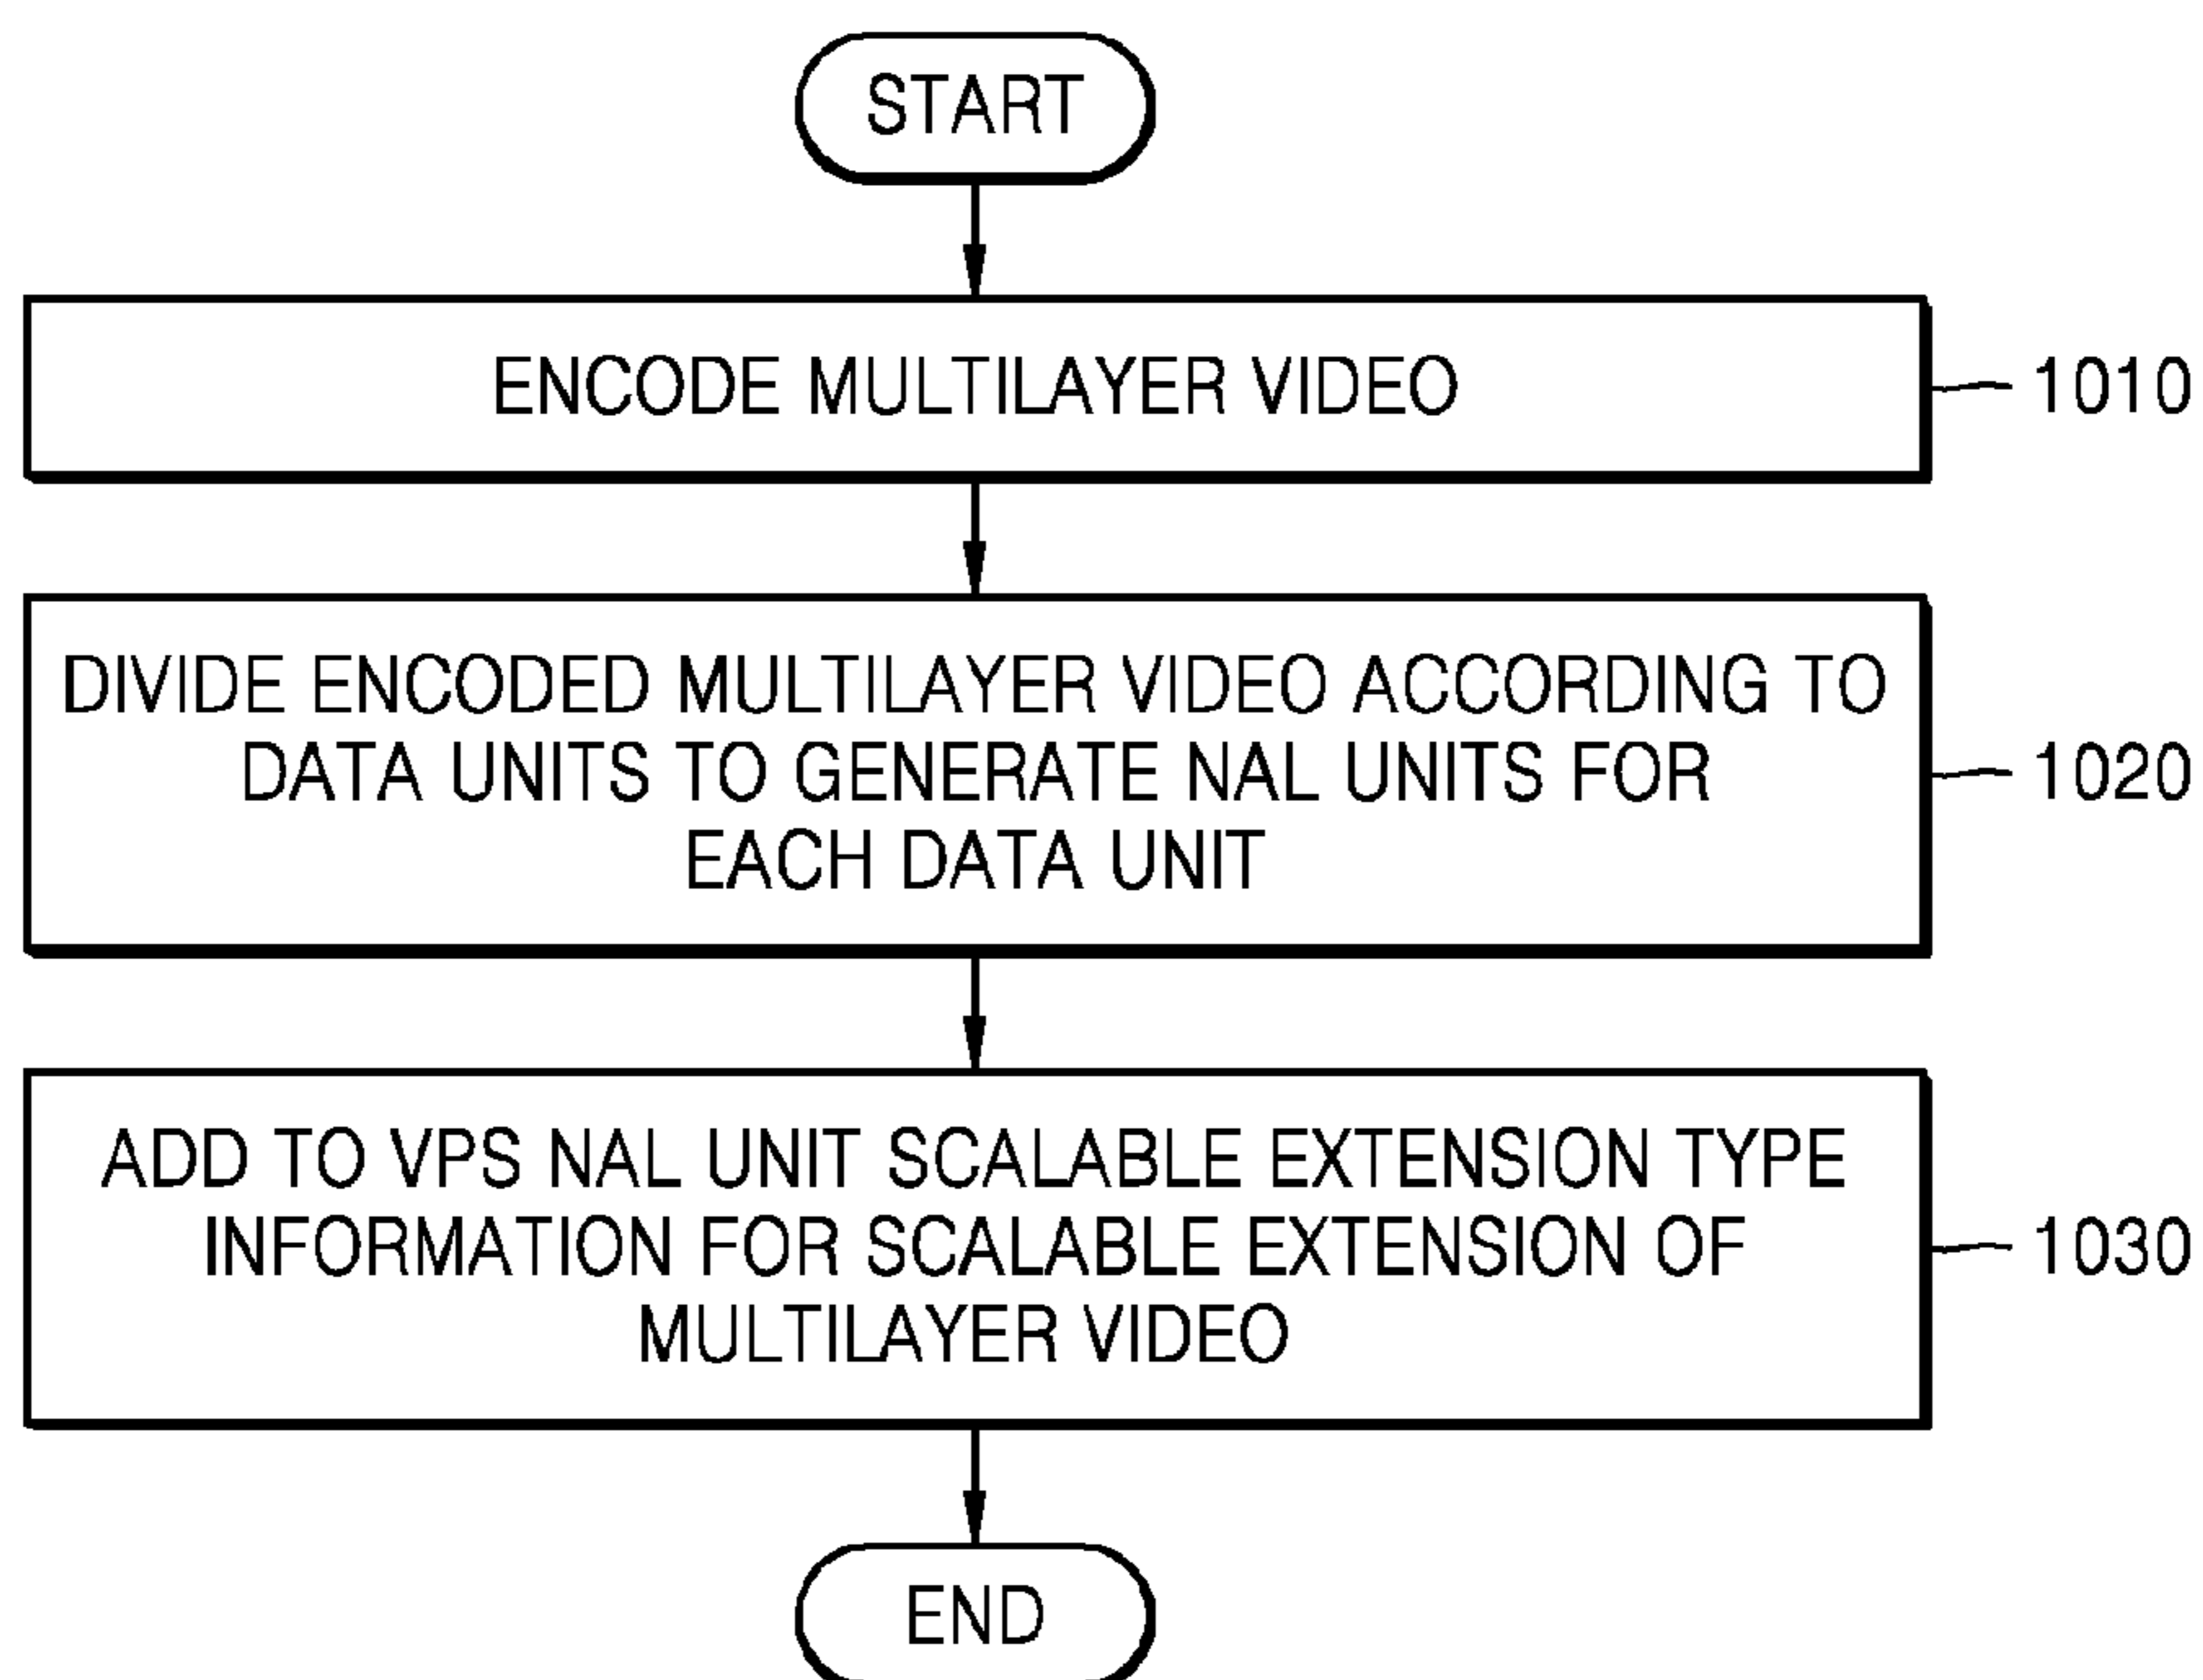 START
ENCODE MULTILAYER VIDEO
1010
DIVIDE ENCODED MULTILAYER VIDEO ACCORDING TO
DATA UNITS TO GENERATE NAL UNITS FOR
EACH DATA UNIT
1020
ADD TO VPS NAL UNIT SCALABLE EXTENSION TYPE
INFORMATION FOR SCALABLE EXTENSION OF
MULTILAYER VIDEO
1030
END